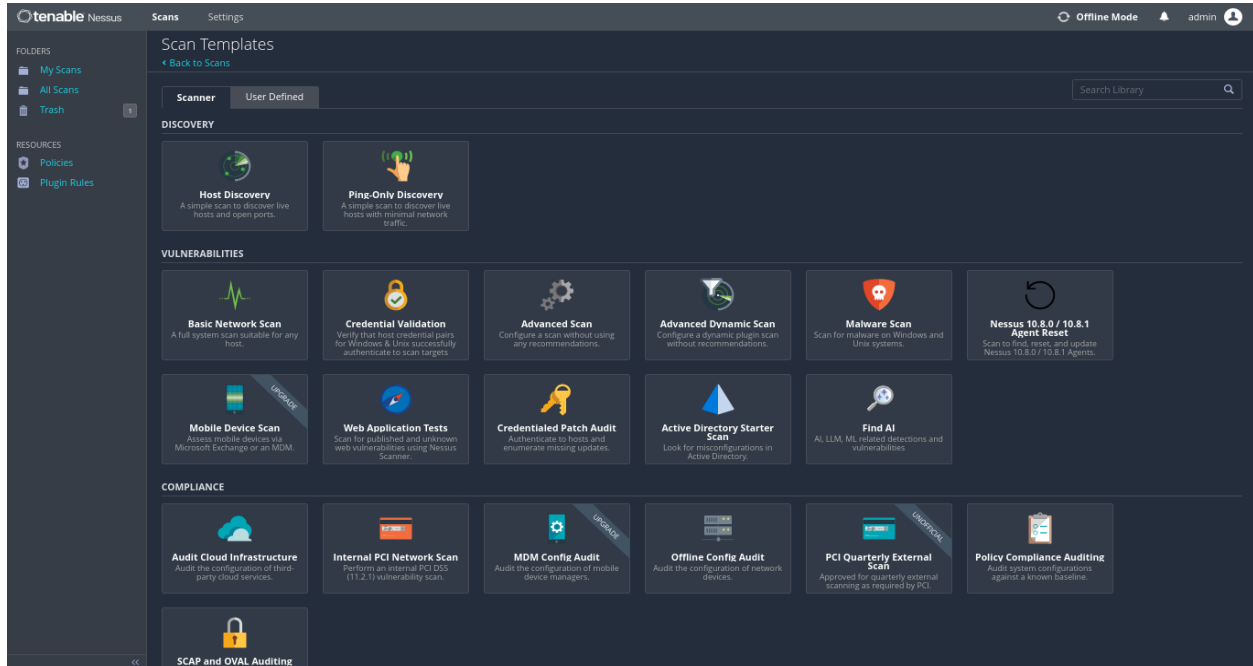 tenable Nessus
Scans
Settings
Offline Mode
admin
FOLDERS
My Scans
All Scans
Trash
1
RESOURCES
Policies
Plugin Rules
Scan Templates
< Back to Scans
Scanner
User Defined
Search Library
DISCOVERY
Host Discovery
A simple scan to discover live
hosts and open ports.
Ping-Only Discovery
A simple scan to discover live
hosts with minimal network
traffic.
VULNERABILITIES
Basic Network Scan
A full system scan suitable for any
host.
Credential Validation
Verify that host credential pairs
for Windows & Unix successfully
authenticate to scan targets
Advanced Scan
Configure a scan without using
any recommendations.
Advanced Dynamic Scan
Configure a dynamic plugin scan
without recommendations.
Malware Scan
Scan for malware on Windows and
Unix systems.
Nessus 10.8.0 / 10.8.1
Agent Reset
Scan to find, reset, and update
Nessus 10.8.0 / 10.8.1 Agents.
UPGRADE
Mobile Device Scan
Assess mobile devices via
Microsoft Exchange or an MDM.
Web Application Tests
Scan for published and unknown
web vulnerabilities using Nessus
Scanner.
Credentialed Patch Audit
Authenticate to hosts and
enumerate missing updates.
Active Directory Starter
Scan
Look for misconfigurations in
Active Directory.
Find AI
AI, LLM, ML related detections and
vulnerabilities
COMPLIANCE
Audit Cloud Infrastructure
Audit the configuration of third-
party cloud services.
Internal PCI Network Scan
Perform an internal PCI DSS
(11.2.1) vulnerability scan.
UPGRADE
MDM Config Audit
Audit the configuration of mobile
device managers.
Offline Config Audit
Audit the configuration of network
devices.
UNOFFICIAL
PCI Quarterly External
Scan
Approved for quarterly external
scanning as required by PCI.
Policy Compliance Auditing
Audit system configurations
against a known baseline.
SCAP and OVAL Auditing
<<